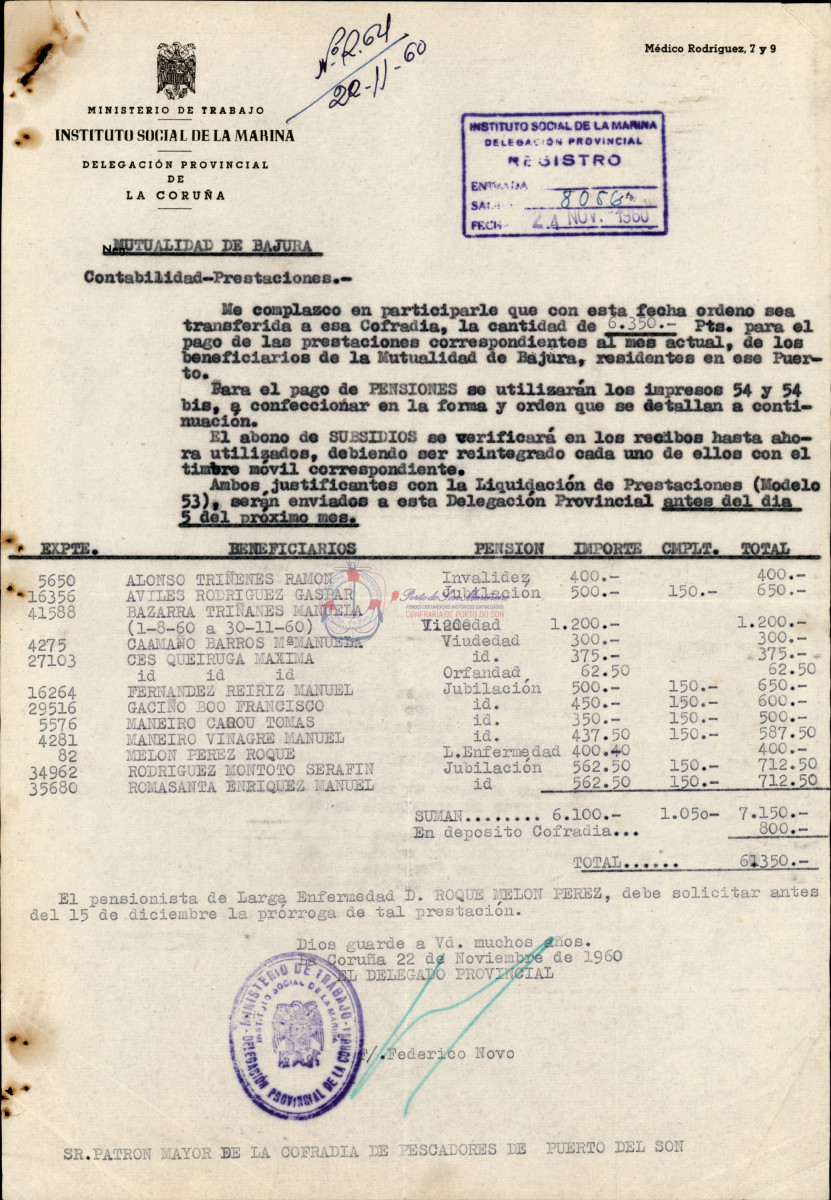 Nº 2.64
22-11-60
Médico Rodríguez, 7 y 9
MINISTERIO DE TRABAJO
INSTITUTO SOCIAL DE LA MARINA
DELEGACIÓN PROVINCIAL
DE
LA CORUÑA
INSTITUTO SOCIAL DE LA MARINA
DELEGACIÓN PROVINCIAL
REGISTRO
ENTRADA
SALI
FECH 24 NOV. 1960
MUTUALIDAD DE BAJURA
Contabilidad-Prestaciones.-
Me complazco en participarle que con esta fecha ordeno sea
transferida a esa Cofradia, la cantidad de 6.350.- Pts. para el
pago de las prestaciones correspondientes al mes actual, de los
beneficiarios de la Mutualidad de Bajura, residentes en ese Puer-
to.
Para el pago de PENSIONES se utilizarán los impresos 54 y 54
bis, a confeccionar en la forma y orden que se detallan a conti-
nuación.
El abono de SUBSIDIOS se verificará en los recibos hasta aho-
ra utilizados, debiendo ser reintegrado cada uno de ellos con el
timbre móvil correspondiente.
Ambos justificantes con la Liquidación de Prestaciones (Modelo
53), serán enviados a esta Delegación Provincial antes del dia
5 del próximo mes.
EXPTE. BENEFICIARIOS PENSION IMPORTE CMPLT. TOTAL
5650 ALONSO TRIÑENES RAMON Invalidez 400.- 400.-
16356 AVILES RODRIGUEZ GASPAR Jubilación 500.- 150.- 650.-
41588 BAZARRA TRIÑANES MANUELA
(1-8-60 a 30-11-60) Viudedad 1.200.- 1.200.-
4275 CAAMAÑO BARROS MªMANUELA Viudedad 300.- 300.-
27103 CES QUEIRUGA MAXIMA id. 375.- 375.-
id id id Orfandad 62.50 62.50
16264 FERNANDEZ REIRIZ MANUEL Jubilación 500.- 150.- 650.-
29516 GACIÑO BOO FRANCISCO id. 450.- 150.- 600.-
5576 MANEIRO CAROU TOMAS id. 350.- 150.- 500.-
4281 MANEIRO VINAGRE MANUEL id. 437.50 150.- 587.50
82 MELON PEREZ ROQUE L.Enfermedad 400.40 400.-
34962 RODRIGUEZ MONTOTO SERAFIN Jubilación 562.50 150.- 712.50
35680 ROMASANTA ENRIQUEZ MANUEL id 562.50 150.- 712.50
SUMAN........ 6.100.- 1.050- 7.150.-
En deposito Cofradia... 800.-
TOTAL...... 6.350.-
El pensionista de Larga Enfermedad D. ROQUE MELON PEREZ, debe solicitar antes
del 15 de diciembre la prórroga de tal prestación.
Dios guarde a Vd. muchos años.
La Coruña 22 de Noviembre de 1960
EL DELEGADO PROVINCIAL
F/.Federico Novo
MINISTERIO DE TRABAJO
INSTITUTO SOCIAL DE LA MARINA
DELEGACIÓN PROVINCIAL DE LA CORUÑA
SR.PATRON MAYOR DE LA COFRADIA DE PESCADORES DE PUERTO DEL SON